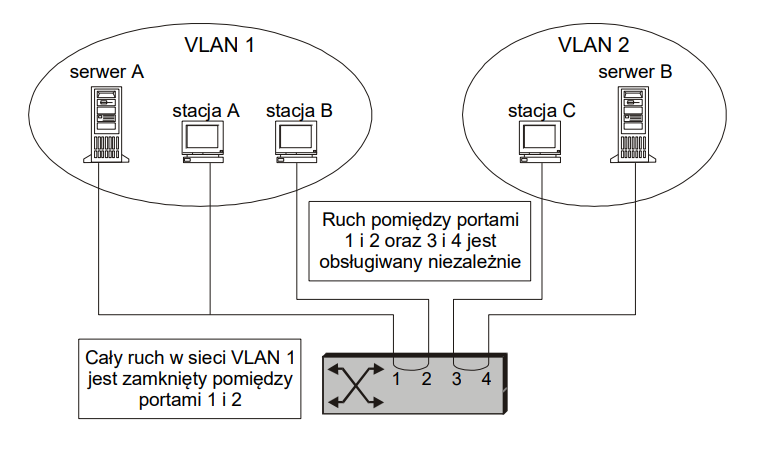 VLAN 1
VLAN 2
serwer A
serwer B
stacja A
stacja B
stacja C
Ruch pomiędzy portami
1 i 2 oraz 3 i 4 jest
obsługiwany niezależnie
Cały ruch w sieci VLAN 1
jest zamknięty pomiędzy
portami 1 i 2
1 2 3 4